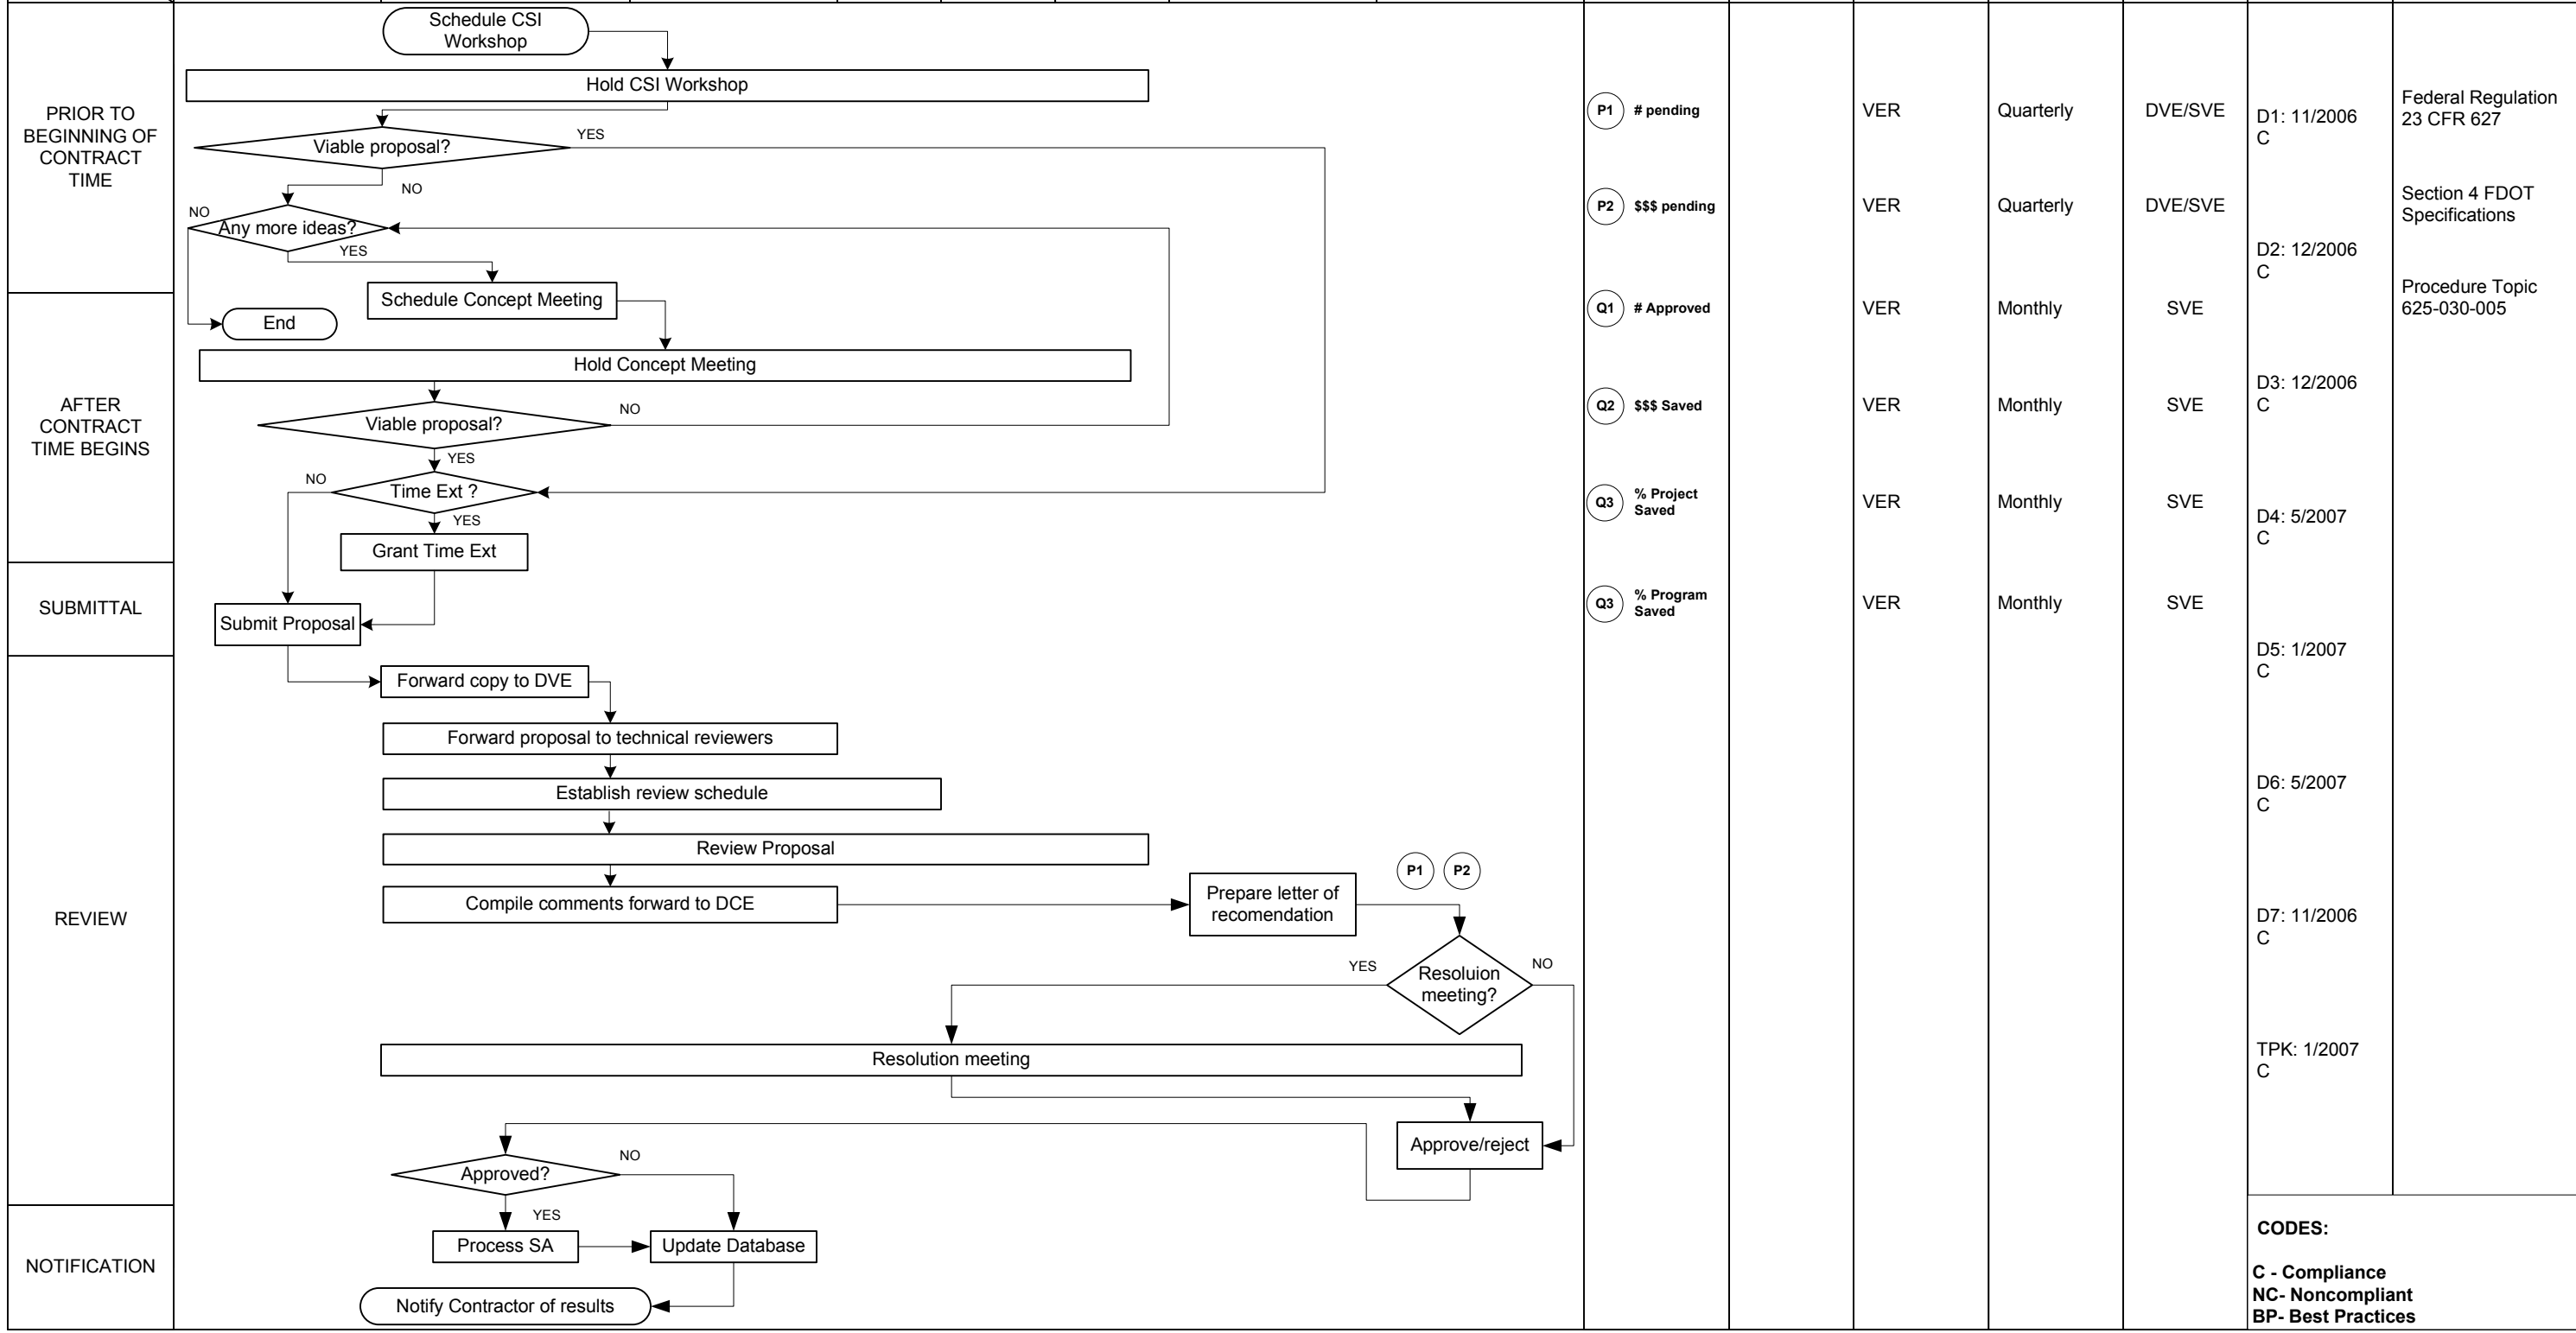 PRIOR TO
BEGINNING OF
CONTRACT
TIME
AFTER
CONTRACT
TIME BEGINS
SUBMITTAL
REVIEW
NOTIFICATION
Schedule CSI
Workshop
Hold CSI Workshop
Viable proposal?
YES
NO
Any more ideas?
NO
YES
Schedule Concept Meeting
End
Hold Concept Meeting
Viable proposal?
NO
YES
Time Ext ?
NO
YES
Grant Time Ext
Submit Proposal
Forward copy to DVE
Forward proposal to technical reviewers
Establish review schedule
Review Proposal
Compile comments forward to DCE
Prepare letter of
recomendation
P1 P2
Resoluion
meeting?
YES
NO
Resolution meeting
Approve/reject
Approved?
NO
YES
Process SA
Update Database
Notify Contractor of results
P1 # pending
VER
Quarterly
DVE/SVE
P2 $$$ pending
VER
Quarterly
DVE/SVE
Q1 # Approved
VER
Monthly
SVE
Q2 $$$ Saved
VER
Monthly
SVE
Q3 % Project
Saved
VER
Monthly
SVE
Q3 % Program
Saved
VER
Monthly
SVE
D1: 11/2006
C
D2: 12/2006
C
D3: 12/2006
C
D4: 5/2007
C
D5: 1/2007
C
D6: 5/2007
C
D7: 11/2006
C
TPK: 1/2007
C
Federal Regulation
23 CFR 627
Section 4 FDOT
Specifications
Procedure Topic
625-030-005
CODES:
C - Compliance
NC- Noncompliant
BP- Best Practices